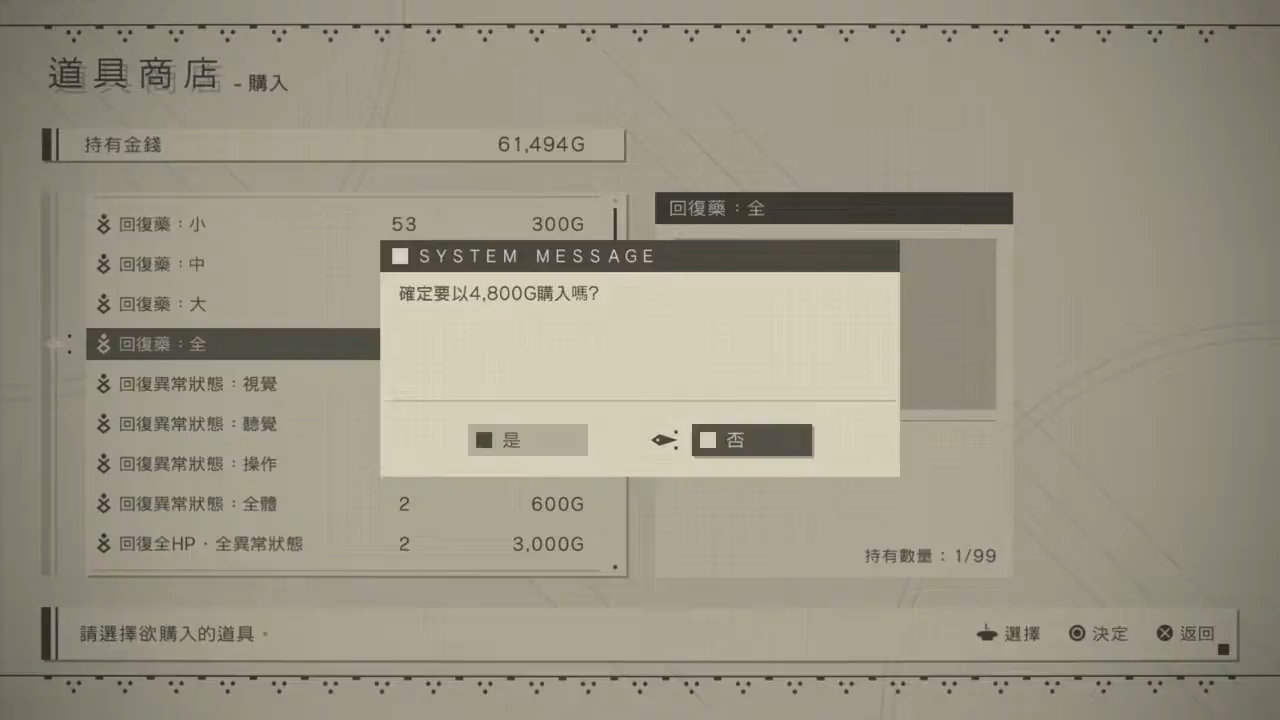 道具商店 - 購入
持有金錢 61,494G
回復藥：小 53 300G
回復藥：中
回復藥：大
回復藥：全
回復異常狀態：視覺
回復異常狀態：聽覺
回復異常狀態：操作
回復異常狀態：全體 2 600G
回復全HP・全異常狀態 2 3,000G
回復藥：全
SYSTEM MESSAGE
確定要以4,800G購入嗎?
是 否
持有數量：1/99
請選擇欲購入的道具。
選擇 決定 返回